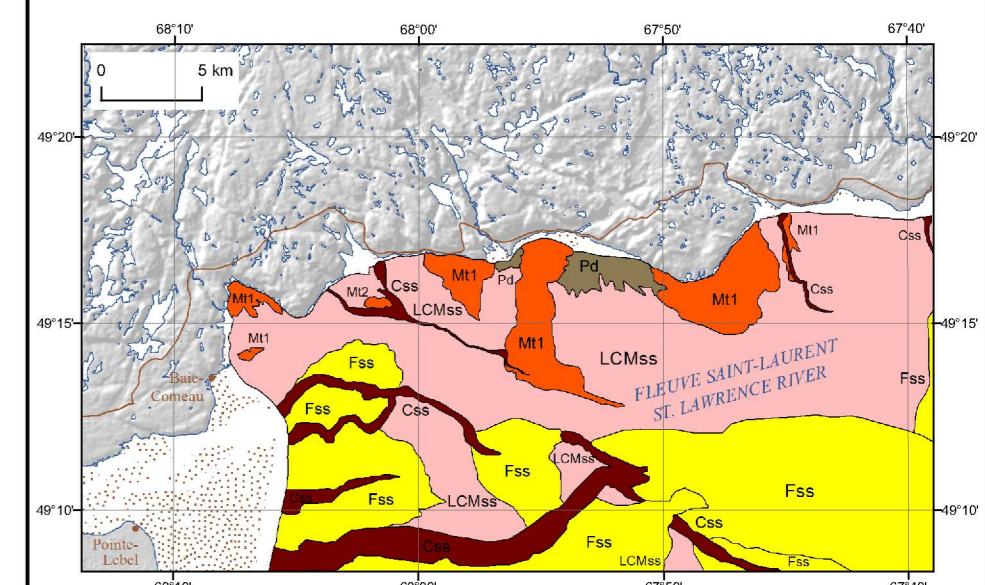 68°10' 68°00' 67°50' 67°40'
0 5 km
49°20' 49°20'
Mt1
Css
Pd
Mt1
Pd
Css
Mt1
Mt2
Mt1
Css
LCMss
49°15' 49°15'
Mt1
Mt1
LCMss
FLEUVE SAINT-LAURENT
ST. LAWRENCE RIVER
Fss
Fss
Baie-
Comeau
Fss
Css
LCMss
Fss
Css
Fss
LCMss
Fss
49°10' 49°10'
Css
Pointe-
Lebel
Css
Fss
LCMss
Fss